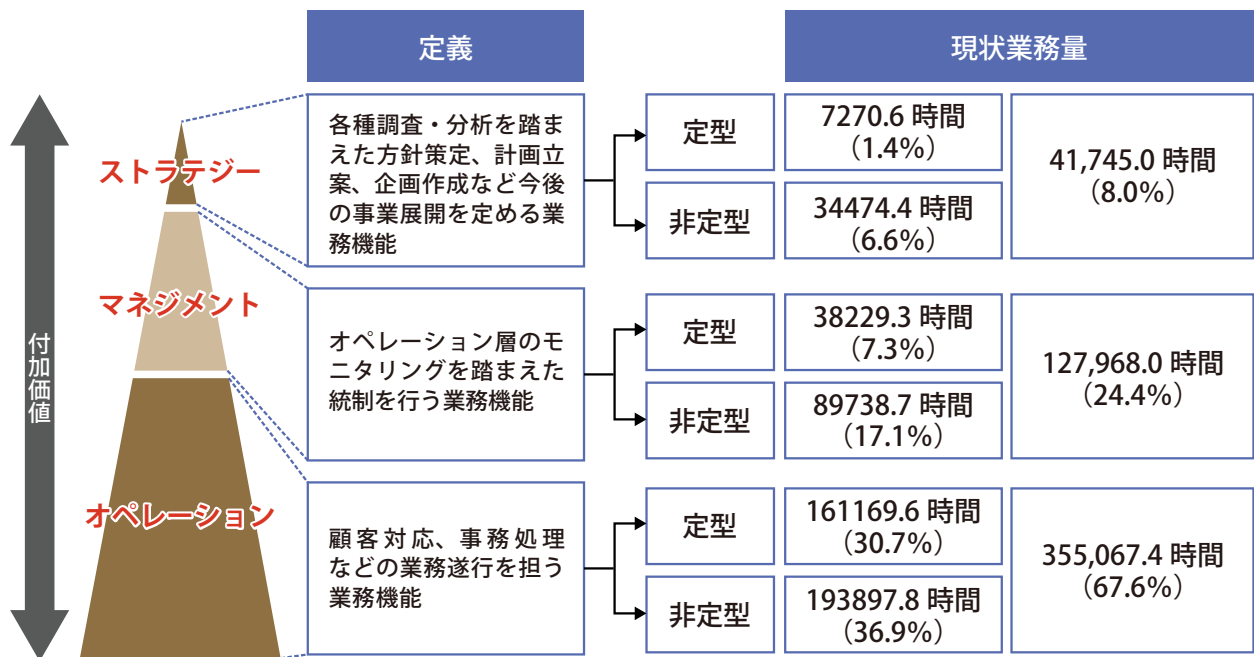 定義
現状業務量
付加価値
ストラテジー
各種調査・分析を踏ま
えた方針策定、計画立
案、企画作成など今後
の事業展開を定める業
務機能
定型
7270.6 時間
（1.4%）
非定型
34474.4 時間
（6.6%）
41,745.0 時間
（8.0%）
マネジメント
オペレーション層のモ
ニタリングを踏まえた
統制を行う業務機能
定型
38229.3 時間
（7.3%）
非定型
89738.7 時間
（17.1%）
127,968.0 時間
（24.4%）
オペレーション
顧客対応、事務処理
などの業務遂行を担う
業務機能
定型
161169.6 時間
（30.7%）
非定型
193897.8 時間
（36.9%）
355,067.4 時間
（67.6%）